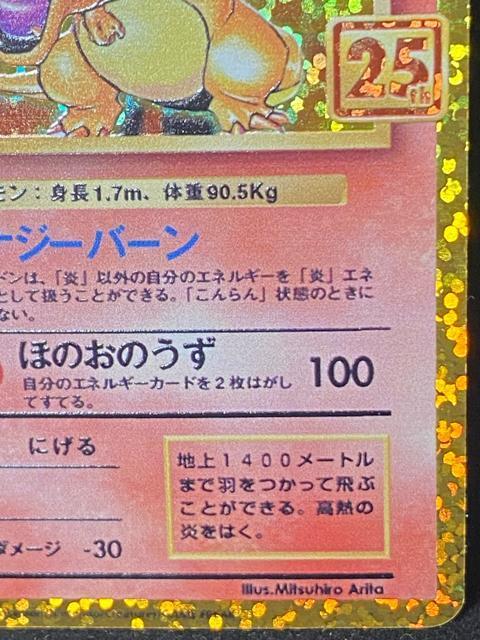 25th
モン：身長1.7m、体重90.5Kg
ージーバーン
ドンは、「炎」以外の自分のエネルギーを「炎」エネ
として扱うことができる。「こんらん」状態のときに
ない。
ほのおのうず 100
自分のエネルギーカードを2枚はがし
てすてる。
にげる
地上1400メートル
まで羽をつかって飛ぶ
ことができる。高熱の
炎をはく。
ダメージ -30
Illus.Mitsuhiro Arita
GAME FREAK